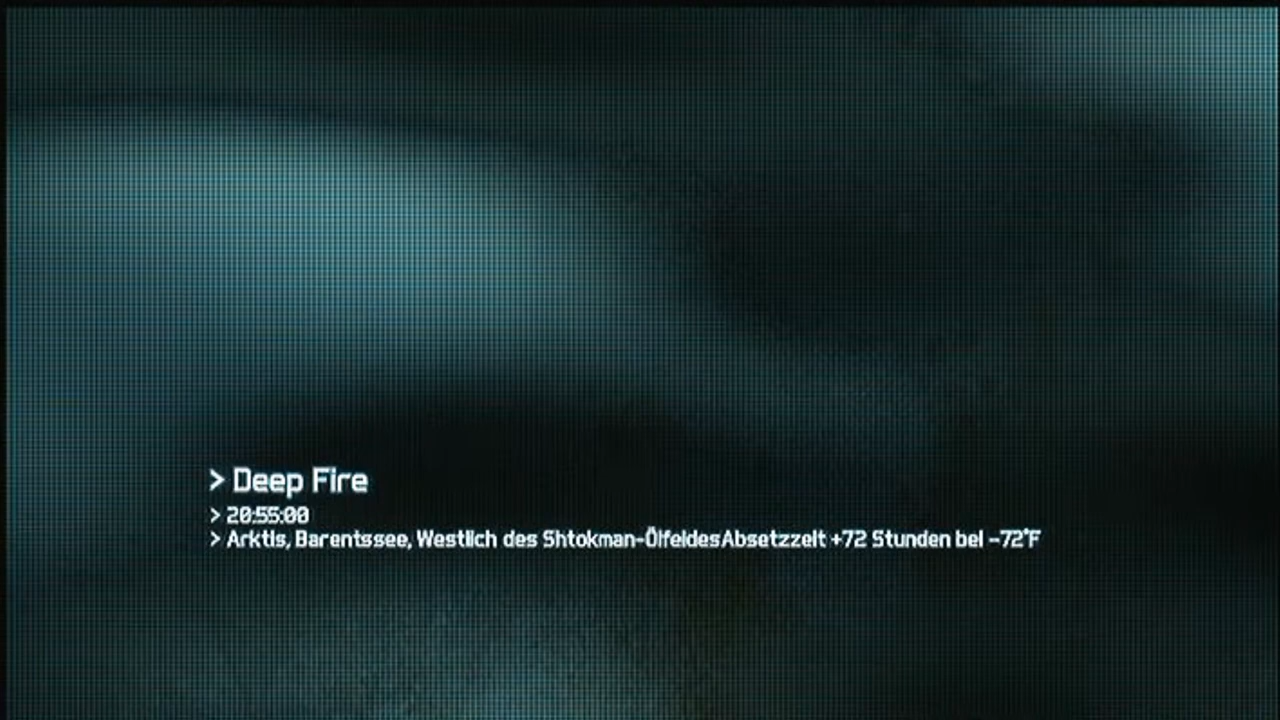 > Deep Fire
> 20:55:00
> Arktis, Barentssee, Westlich des Shtokman-ÖlfeldesAbsetzzeit +72 Stunden bei -72°F